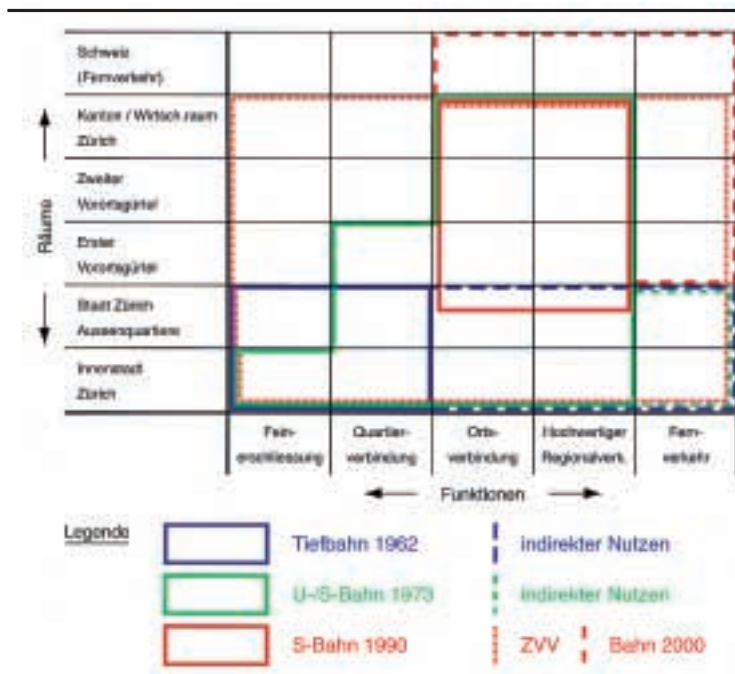 Schweiz
(Fernverkehr)
Kanton / Wirtsch.raum
Zürich
Zweiter
Vorortsgürtel
Erster
Vorortsgürtel
Stadt Zürich
Aussenquartiere
Innenstadt
Zürich
Räume
Fein-
erschliessung
Quartier-
verbindung
Orts-
verbindung
Hochwertiger
Regionalverk.
Fern-
verkehr
Funktionen
Legende
Tiefbahn 1962
indirekter Nutzen
U-/S-Bahn 1973
indirekter Nutzen
S-Bahn 1990
ZVV
Bahn 2000